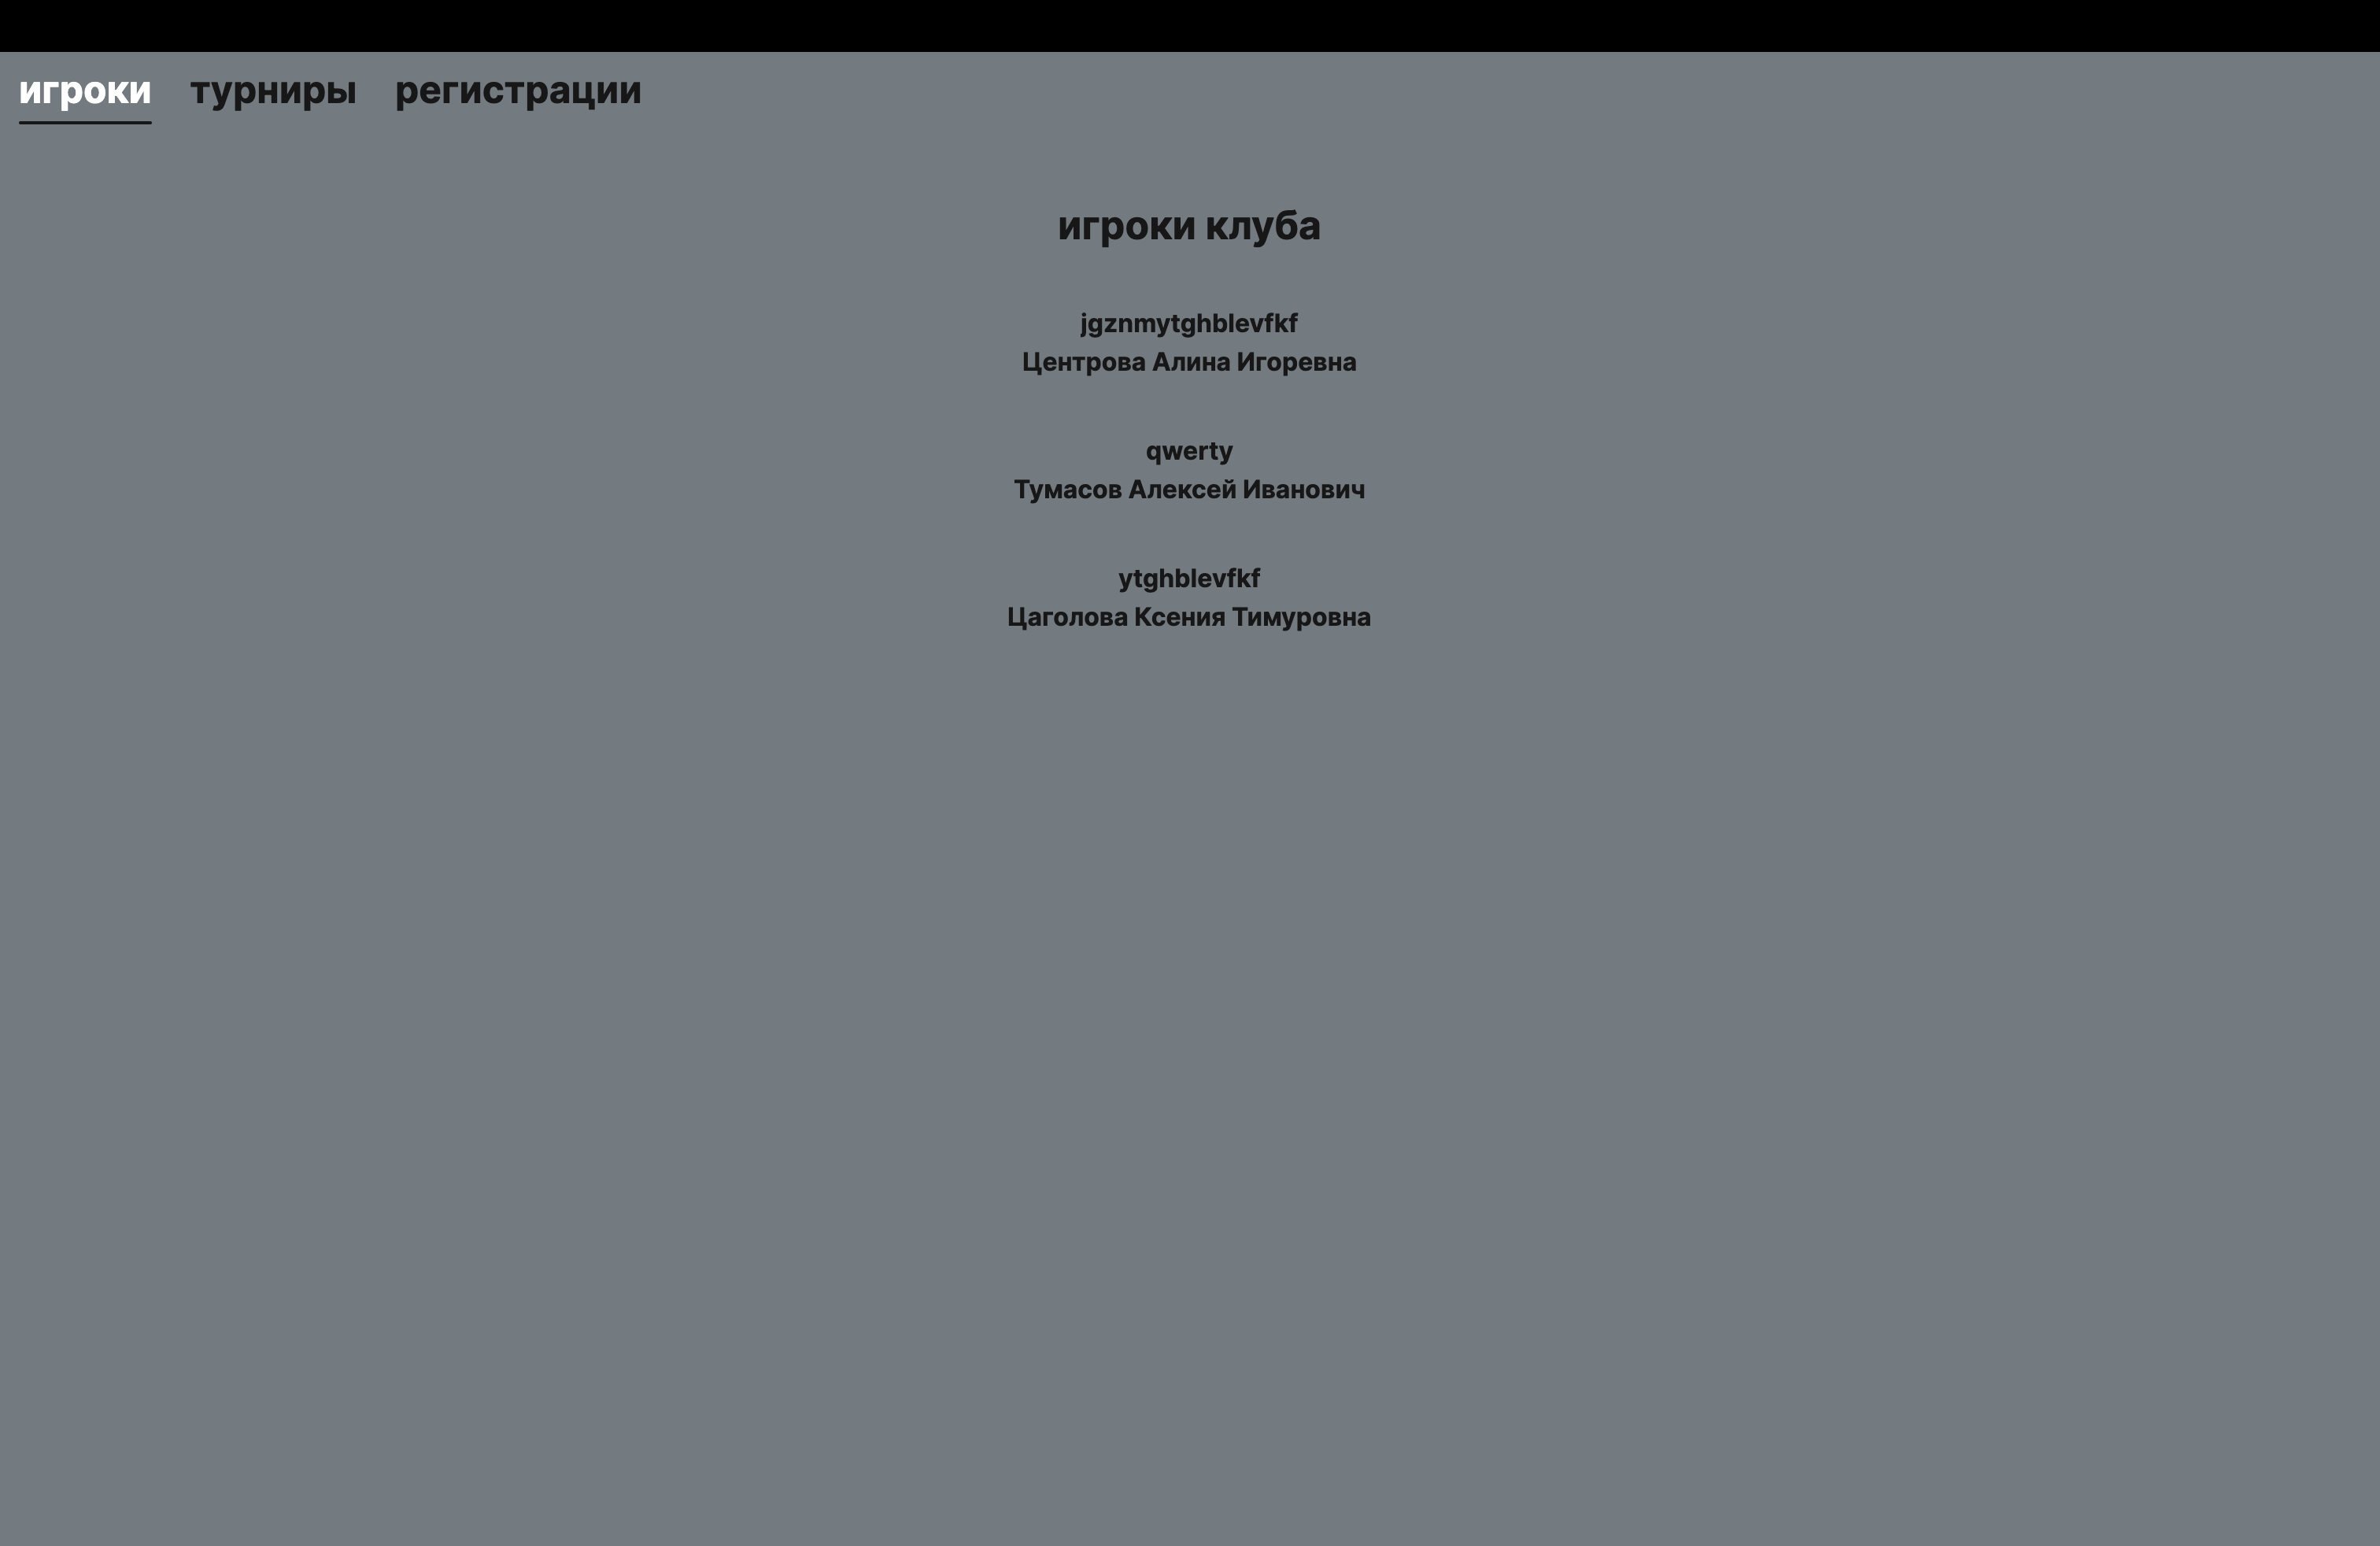 игроки турниры регистрации
игроки клуба
jgznmytghblevfkf
Центрова Алина Игоревна
qwerty
Тумасов Алексей Иванович
ytghblevfkf
Цаголова Ксения Тимуровна